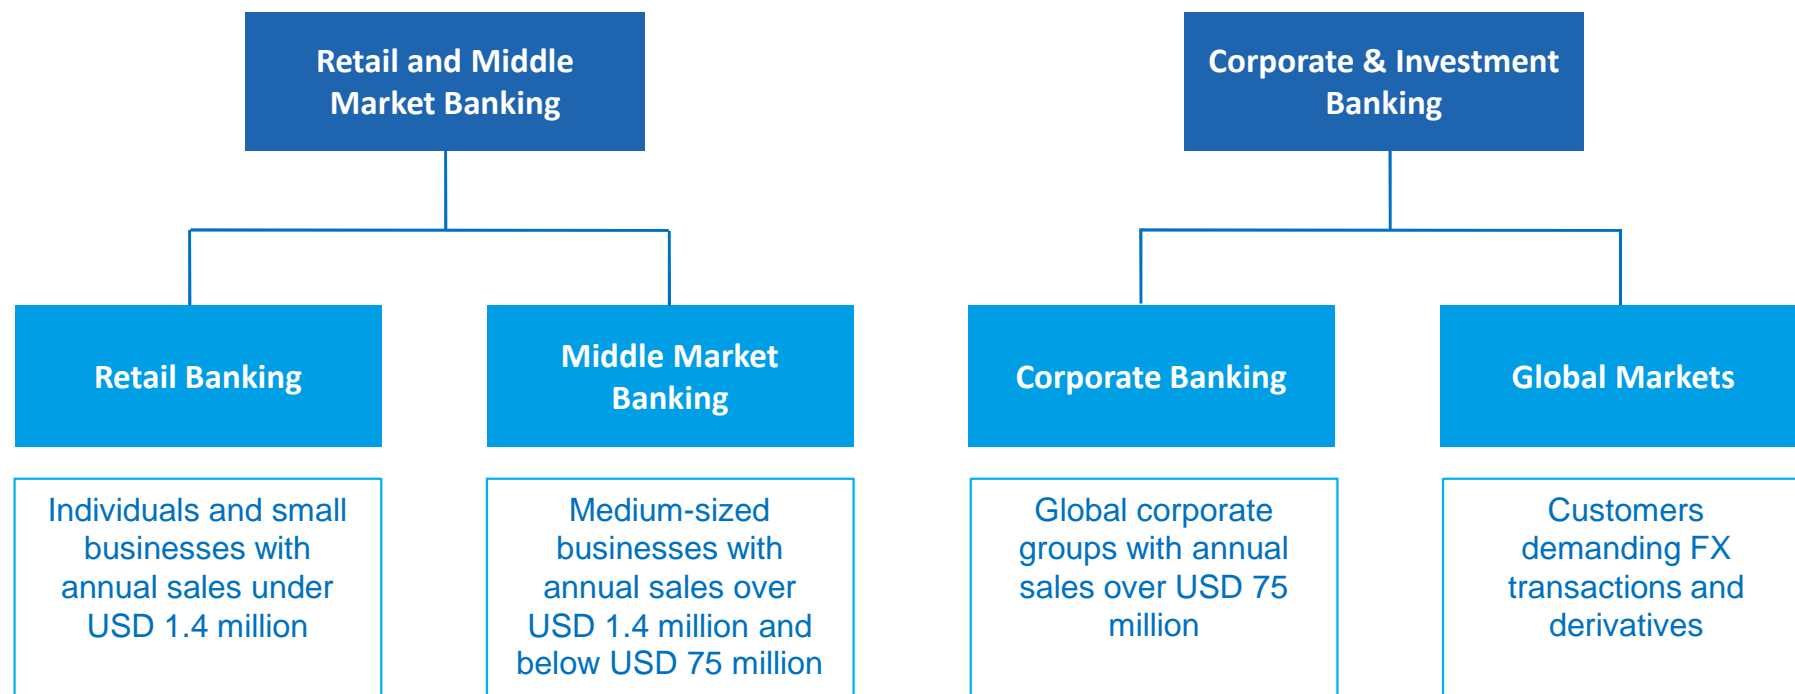 Retail and Middle
Market Banking
Corporate & Investment
Banking
Retail Banking
Middle Market
Banking
Corporate Banking
Global Markets
Individuals and small
businesses with
annual sales under
USD 1.4 million
Medium-sized
businesses with
annual sales over
USD 1.4 million and
below USD 75 million
Global corporate
groups with annual
sales over USD 75
million
Customers
demanding FX
transactions and
derivatives